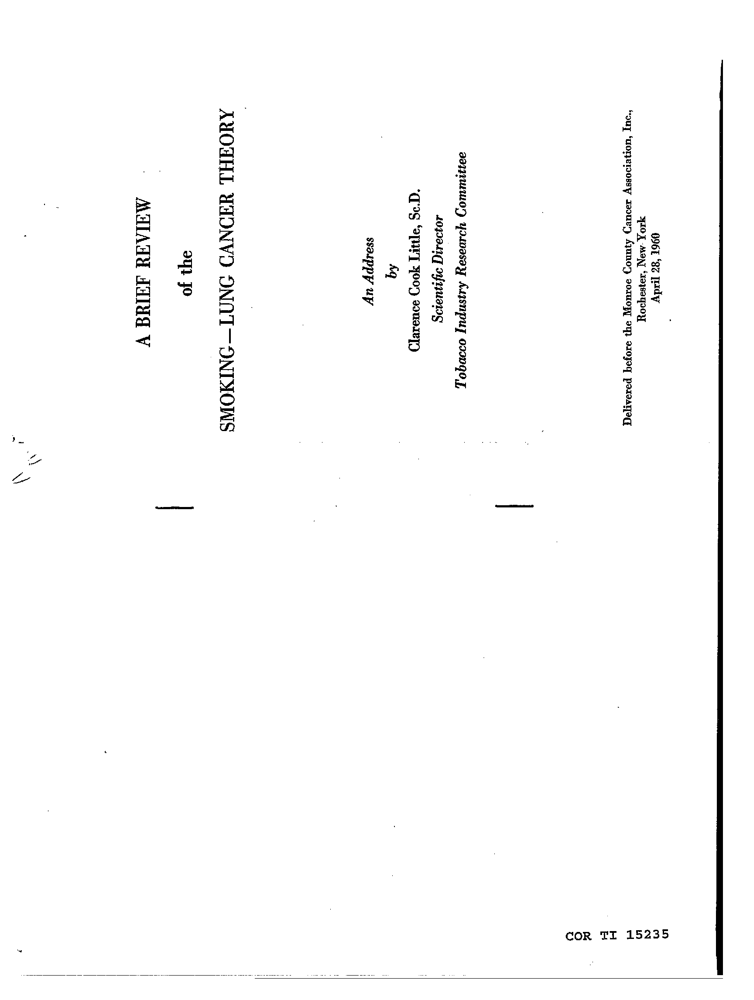 A BRIEF REVIEW
of the
SMOKING—LUNG CANCER THEORY
An Address
by
Clarence Cook Little, Sc.D.
Scientific Director
Tobacco Industry Research Committee
Delivered before the Monroe County Cancer Association, Inc.,
Rochester, New York
April 28, 1960
COR TI 15235